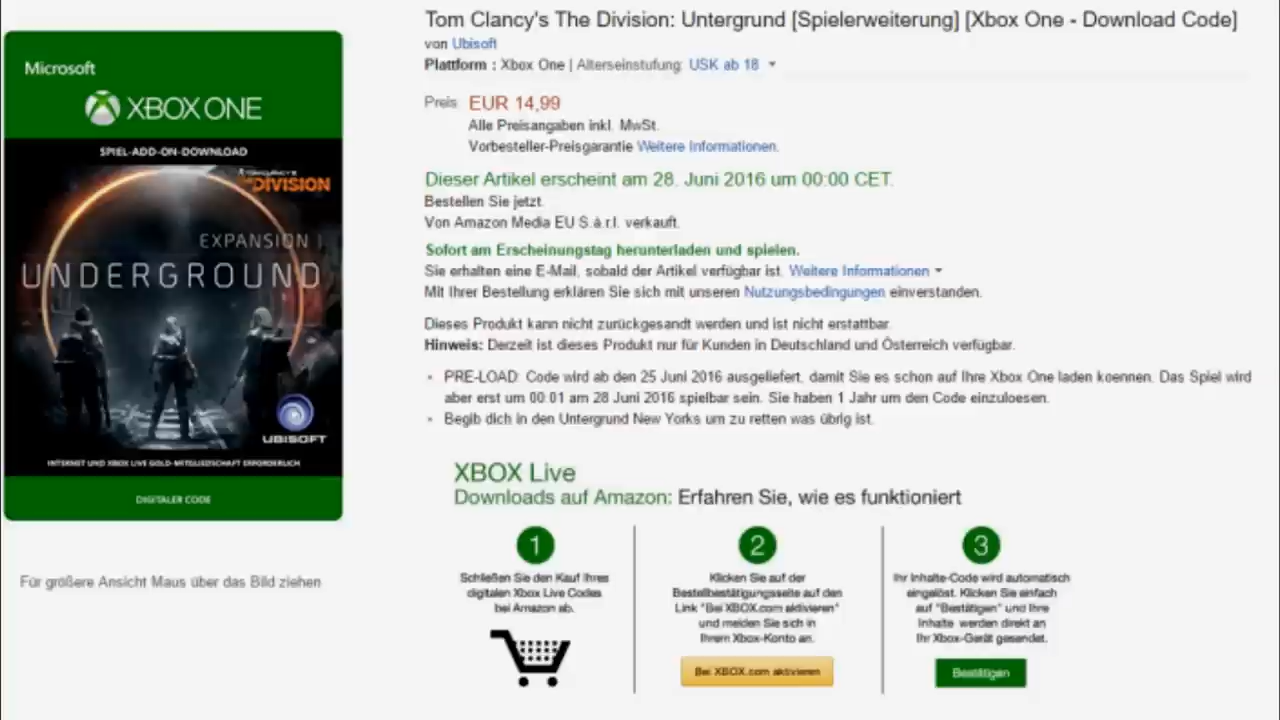 Tom Clancy's The Division: Untergrund [Spielerweiterung] [Xbox One - Download Code]
von Ubisoft
Plattform : Xbox One | Alterseinstufung: USK ab 18
Preis: EUR 14,99
Alle Preisangaben inkl. MwSt.
Vorbesteller-Preisgarantie Weitere Informationen.
Dieser Artikel erscheint am 28. Juni 2016 um 00:00 CET.
Bestellen Sie jetzt.
Von Amazon Media EU S.à.r.l. verkauft.
Sofort am Erscheinungstag herunterladen und spielen.
Sie erhalten eine E-Mail, sobald der Artikel verfügbar ist. Weitere Informationen
Mit Ihrer Bestellung erklären Sie sich mit unseren Nutzungsbedingungen einverstanden.
Dieses Produkt kann nicht zurückgesandt werden und ist nicht erstattbar.
Hinweis: Derzeit ist dieses Produkt nur für Kunden in Deutschland und Österreich verfügbar.
PRE-LOAD: Code wird ab den 25 Juni 2016 ausgeliefert, damit Sie es schon auf Ihre Xbox One laden koennen. Das Spiel wird
aber erst um 00:01 am 28 Juni 2016 spielbar sein. Sie haben 1 Jahr um den Code einzuloesen.
Begib dich in den Untergrund New Yorks um zu retten was übrig ist.
Microsoft
XBOX ONE
SPIEL-ADD-ON-DOWNLOAD
TOM CLANCY'S
THE DIVISION
EXPANSION I
UNDERGROUND
UBISOFT
INTERNET UND XBOX LIVE GOLD-MITGLIEDSCHAFT ERFORDERLICH
DIGITALER CODE
Für größere Ansicht Maus über das Bild ziehen
XBOX Live
Downloads auf Amazon: Erfahren Sie, wie es funktioniert
1
Schließen Sie den Kauf Ihres
digitalen Xbox Live Codes
bei Amazon ab.
2
Klicken Sie auf der
Bestellbestätigungsseite auf den
Link "Bei XBOX.com aktivieren"
und melden Sie sich in
Ihrem Xbox-Konto an.
Bei XBOX.com aktivieren
3
Ihr Inhalte-Code wird automatisch
eingelöst. Klicken Sie einfach
auf "Bestätigen" und Ihre
Inhalte werden direkt an
Ihr Xbox-Gerät gesendet.
Bestätigen